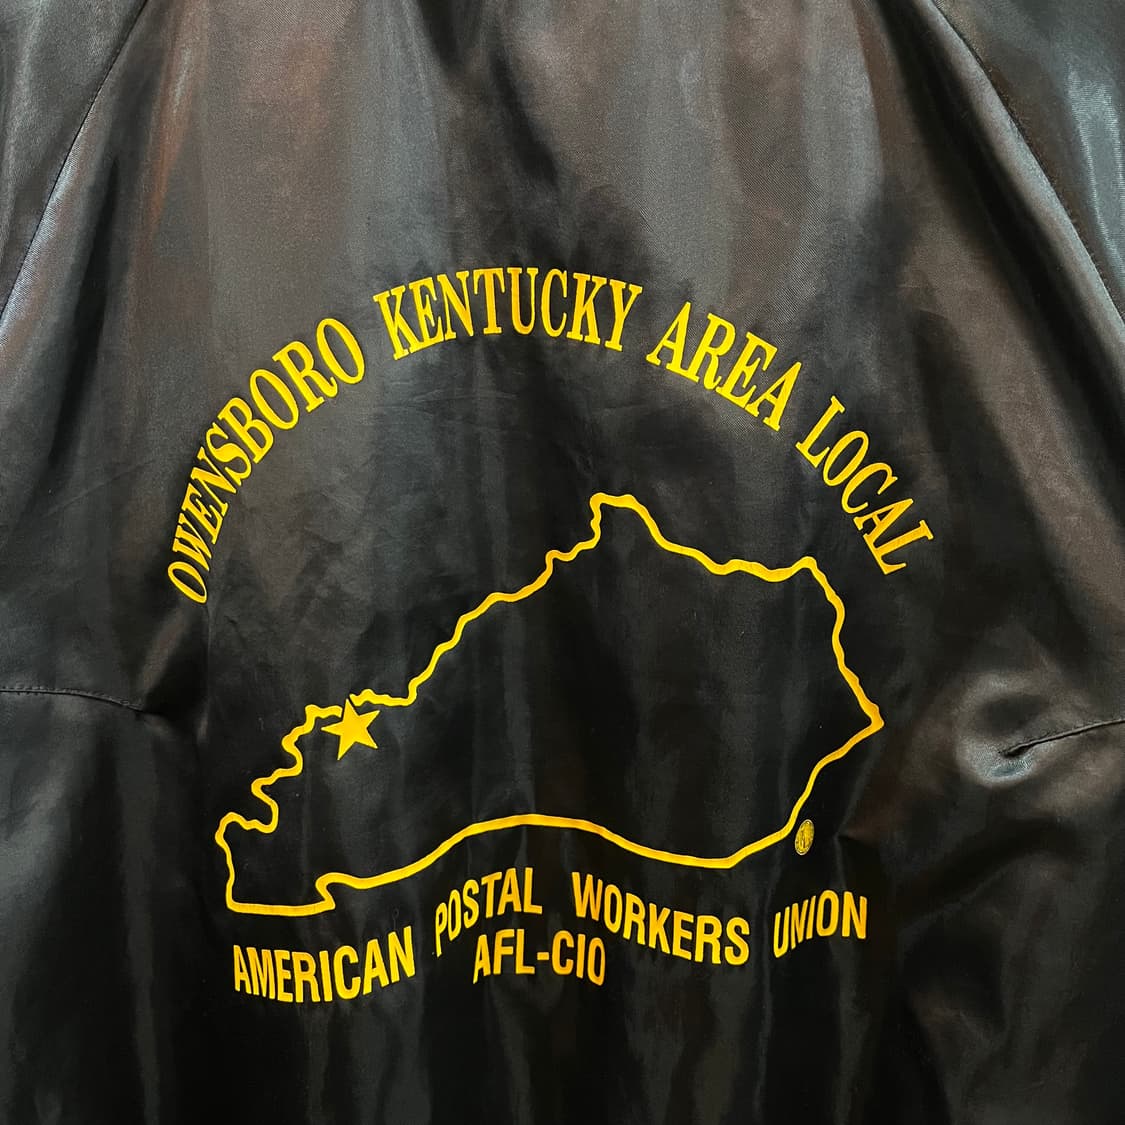 OWENSBORO KENTUCKY AREA LOCAL
AMERICAN POSTAL WORKERS UNION
AFL-CIO